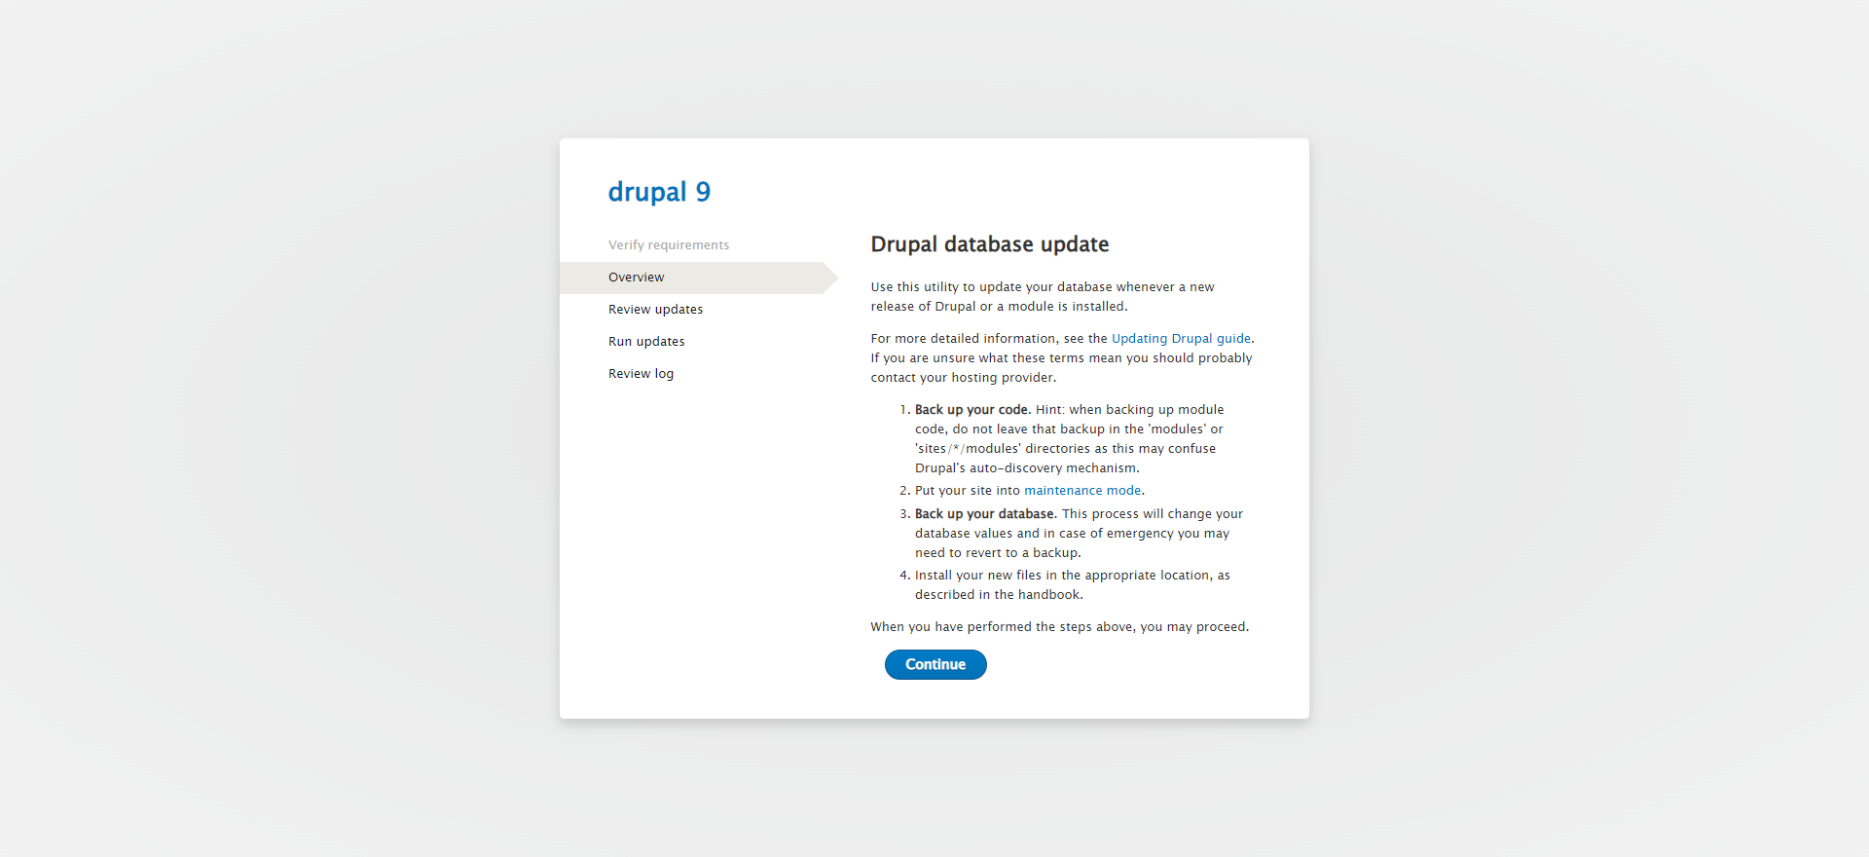 drupal 9
Verify requirements
Overview
Review updates
Run updates
Review log
Drupal database update
Use this utility to update your database whenever a new
release of Drupal or a module is installed.
For more detailed information, see the Updating Drupal guide.
If you are unsure what these terms mean you should probably
contact your hosting provider.
1. Back up your code. Hint: when backing up module
code, do not leave that backup in the 'modules' or
'sites/*/modules' directories as this may confuse
Drupal's auto-discovery mechanism.
2. Put your site into maintenance mode.
3. Back up your database. This process will change your
database values and in case of emergency you may
need to revert to a backup.
4. Install your new files in the appropriate location, as
described in the handbook.
When you have performed the steps above, you may proceed.
Continue